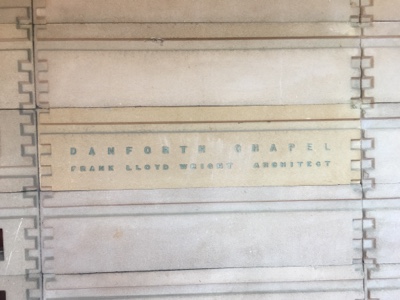 DANFORTH CHAPEL
FRANK LLOYD WRIGHT ARCHITECT